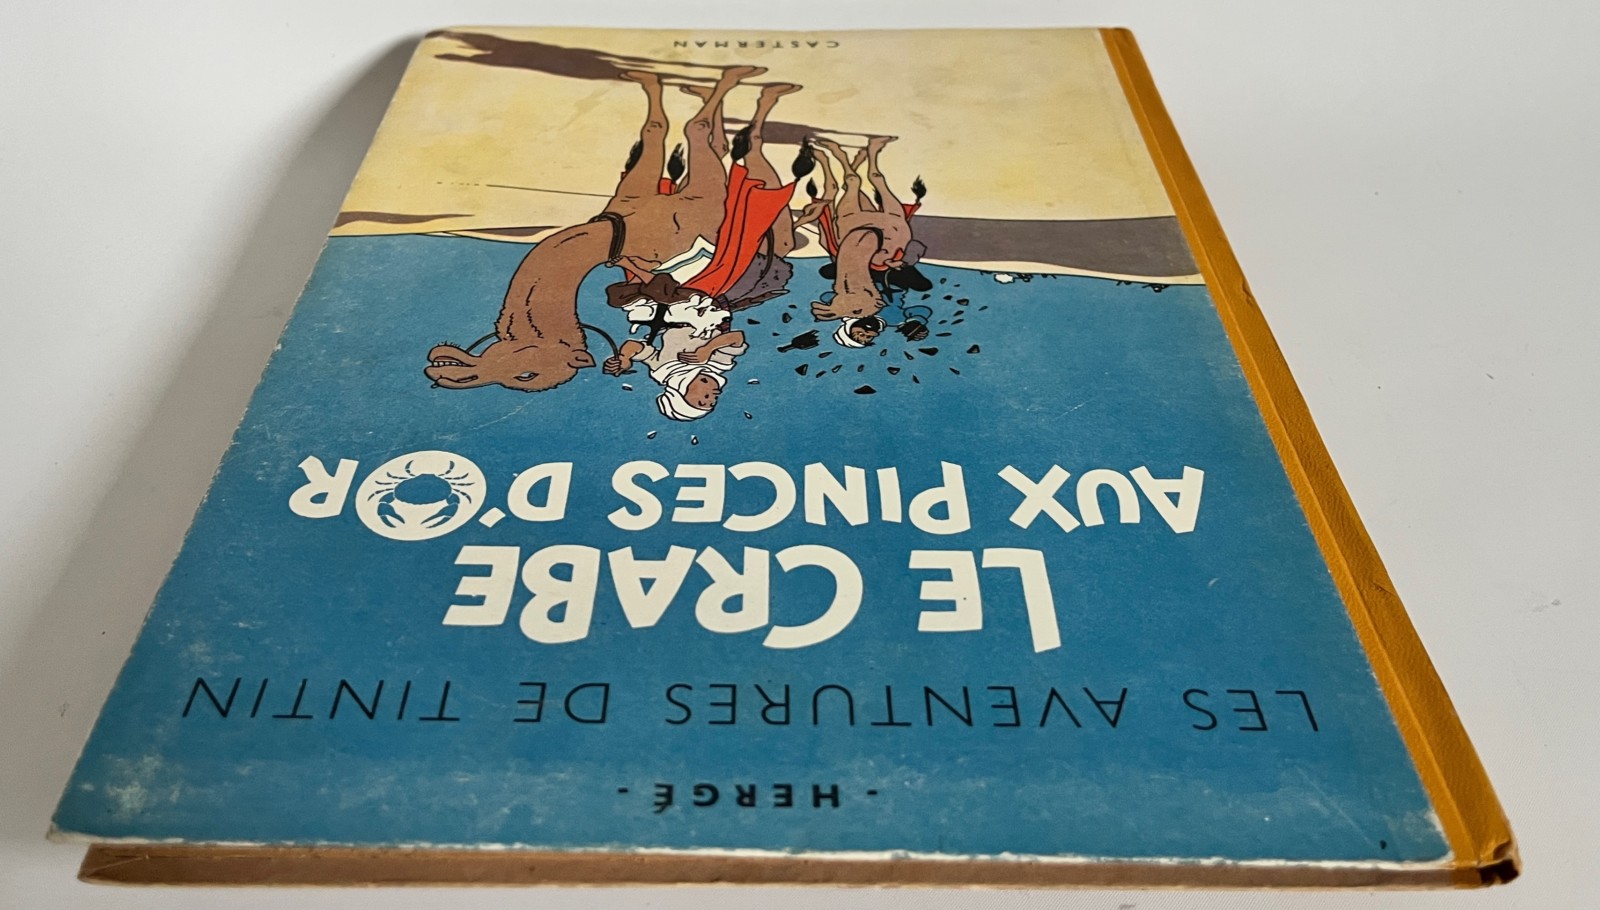 - HERGÉ -
LES AVENTURES DE TINTIN
LE CRABE
AUX PINCES D'OR
CASTERMAN